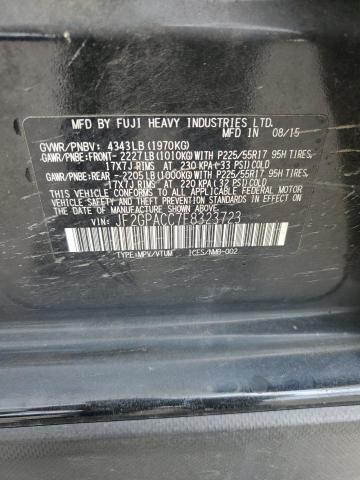 MFD BY FUJI HEAVY INDUSTRIES LTD.
MFD IN 08/15
GVWR/PNBV: 4343LB (1970KG)
GAWR/PNBE: FRONT- 2227LB (1010KG) WITH P225/55R17 95H TIRES,
17X7J RIMS AT 230 KPA (33 PSI) COLD
GAWR/PNBE: REAR -2205LB (1000KG) WITH P225/55R17 95H TIRES,
17X7J RIMS AT 220 KPA (32 PSI) COLD
THIS VEHICLE CONFORMS TO ALL APPLICABLE
FEDERAL MOTOR VEHICLE SAFETY STANDARDS IN
EFFECT ON THE DATE OF MANUFACTURE SHOWN
ABOVE.
VIN: JF2GPACC7F8323723
TYPE:MPV/VTUM ICES/NMB-002